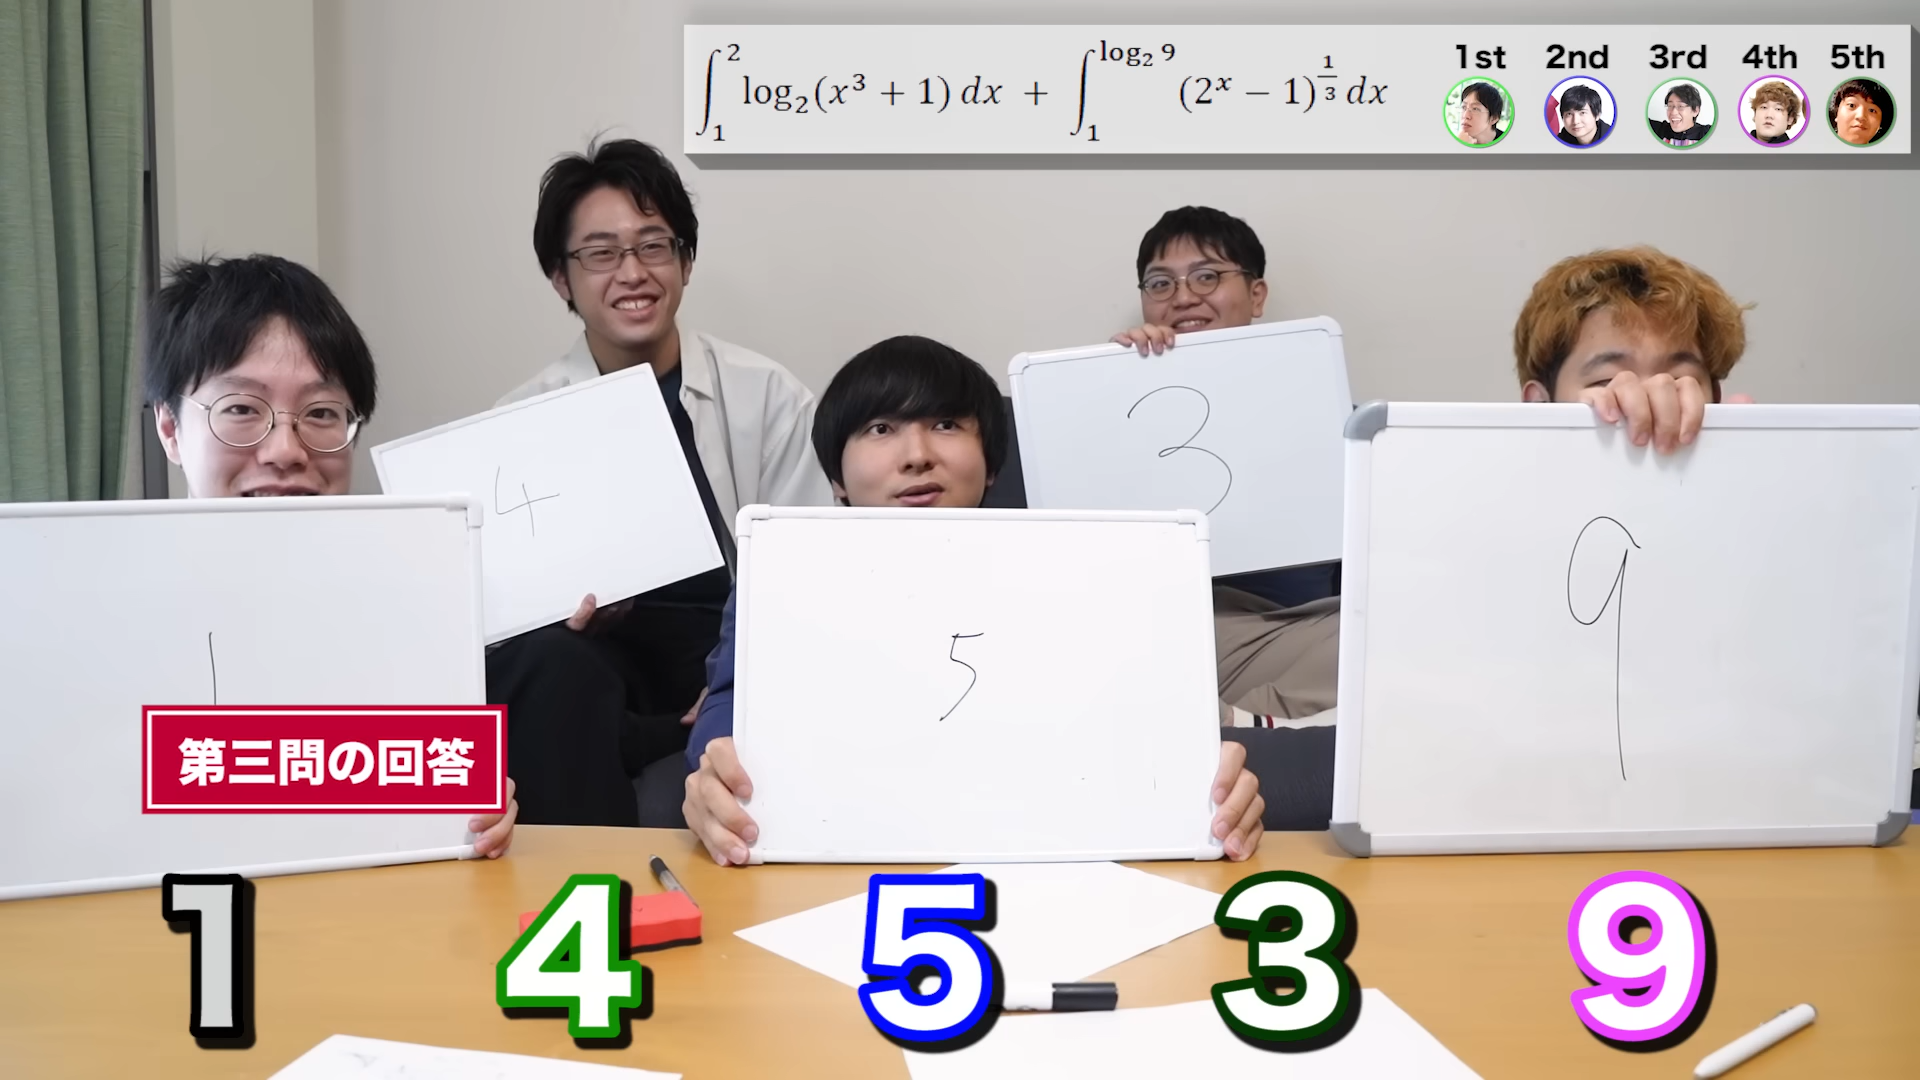 ∫₁² log₂(x³ + 1) dx + ∫₁^{log₂ 9} (2ˣ − 1)^{1/3} dx
1st 2nd 3rd 4th 5th
4
3
9
1
5
第三問の回答
1 4 5 3 9